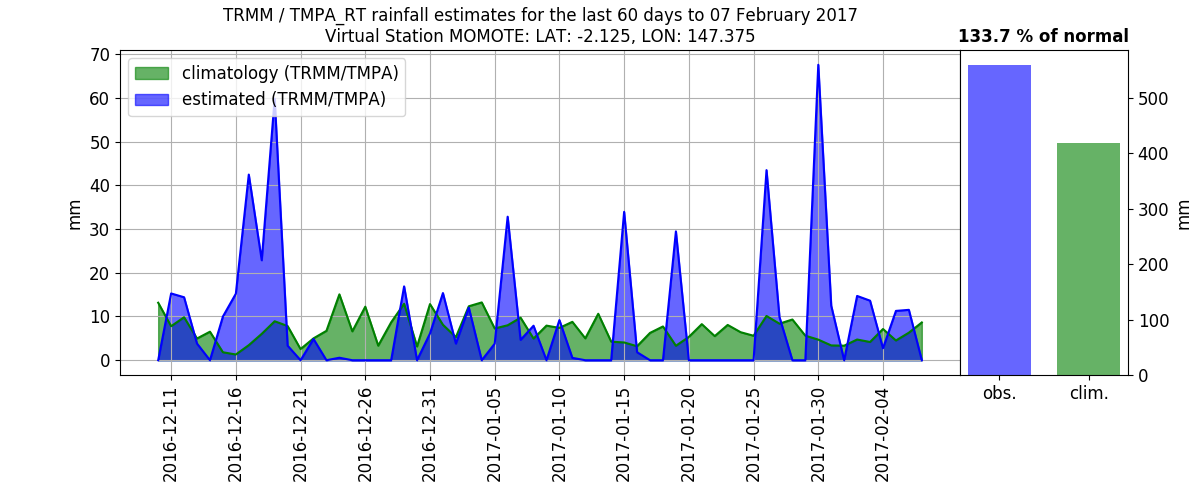 TRMM / TMPA_RT rainfall estimates for the last 60 days to 07 February 2017
Virtual Station MOMOTE: LAT: -2.125, LON: 147.375
133.7 % of normal
climatology (TRMM/TMPA)
estimated (TRMM/TMPA)
mm
70
60
50
40
30
20
10
0
2016-12-11
2016-12-16
2016-12-21
2016-12-26
2016-12-31
2017-01-05
2017-01-10
2017-01-15
2017-01-20
2017-01-25
2017-01-30
2017-02-04
obs.
clim.
500
400
300
200
100
0
mm